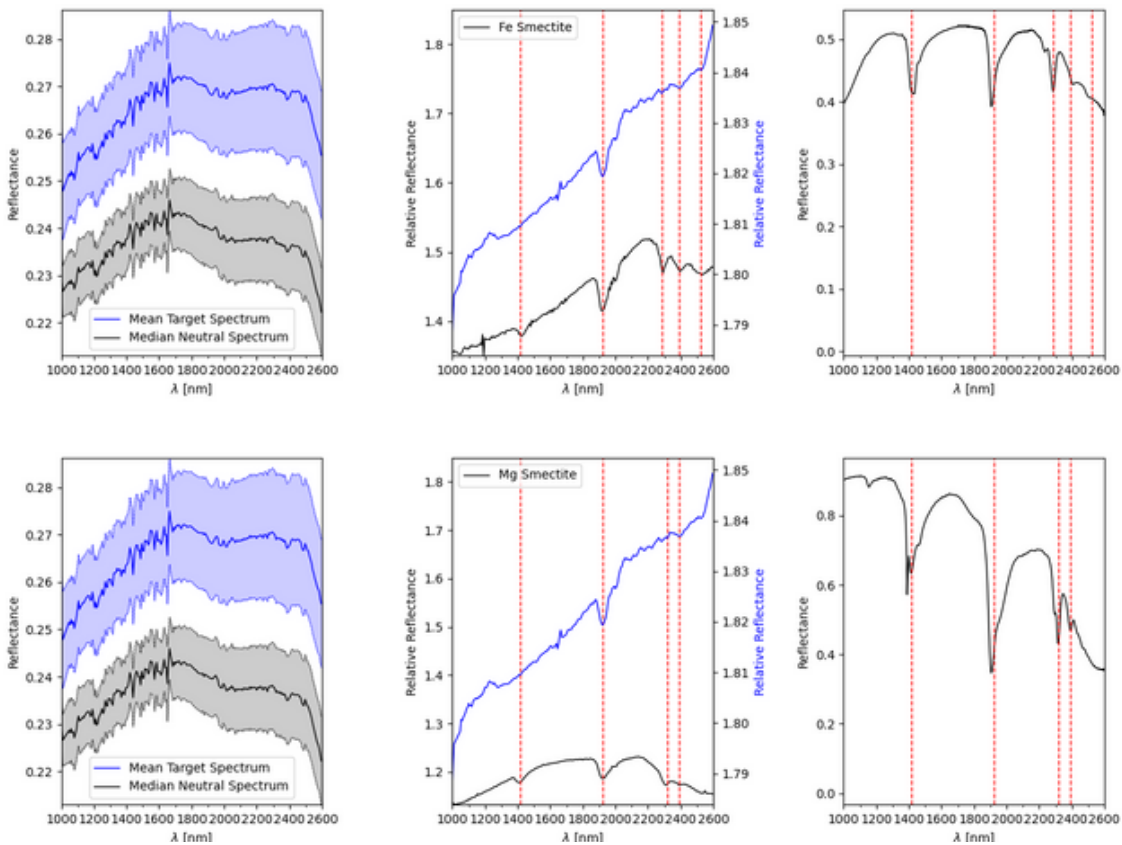 0.28
0.27
0.26
0.25
0.24
0.23
0.22
Reflectance
Mean Target Spectrum
Median Neutral Spectrum
1000 1200 1400 1600 1800 2000 2200 2400 2600
λ [nm]
1.8
1.7
1.6
1.5
1.4
Relative Reflectance
Fe Smectite
1.85
1.84
1.83
1.82
1.81
1.80
1.79
Relative Reflectance
1000 1200 1400 1600 1800 2000 2200 2400 2600
λ [nm]
0.5
0.4
0.3
0.2
0.1
0.0
Reflectance
1000 1200 1400 1600 1800 2000 2200 2400 2600
λ [nm]
0.28
0.27
0.26
0.25
0.24
0.23
0.22
Reflectance
Mean Target Spectrum
Median Neutral Spectrum
1000 1200 1400 1600 1800 2000 2200 2400 2600
λ [nm]
1.8
1.7
1.6
1.5
1.4
1.3
1.2
Relative Reflectance
Mg Smectite
1.85
1.84
1.83
1.82
1.81
1.80
1.79
Relative Reflectance
1000 1200 1400 1600 1800 2000 2200 2400 2600
λ [nm]
0.8
0.6
0.4
0.2
0.0
Reflectance
1000 1200 1400 1600 1800 2000 2200 2400 2600
λ [nm]